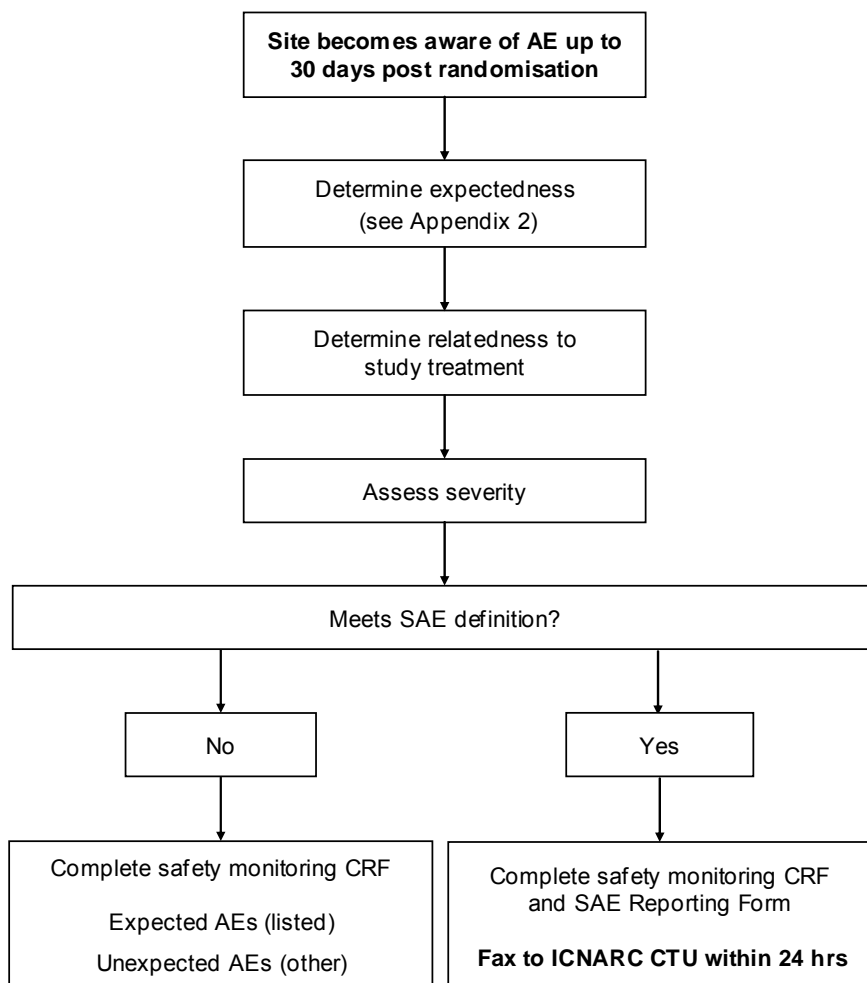 Site becomes aware of AE up to
30 days post randomisation
Determine expectedness
(see Appendix 2)
Determine relatedness to
study treatment
Assess severity
Meets SAE definition?
No
Yes
Complete safety monitoring CRF
Expected AEs (listed)
Unexpected AEs (other)
Complete safety monitoring CRF
and SAE Reporting Form
Fax to ICNARC CTU within 24 hrs